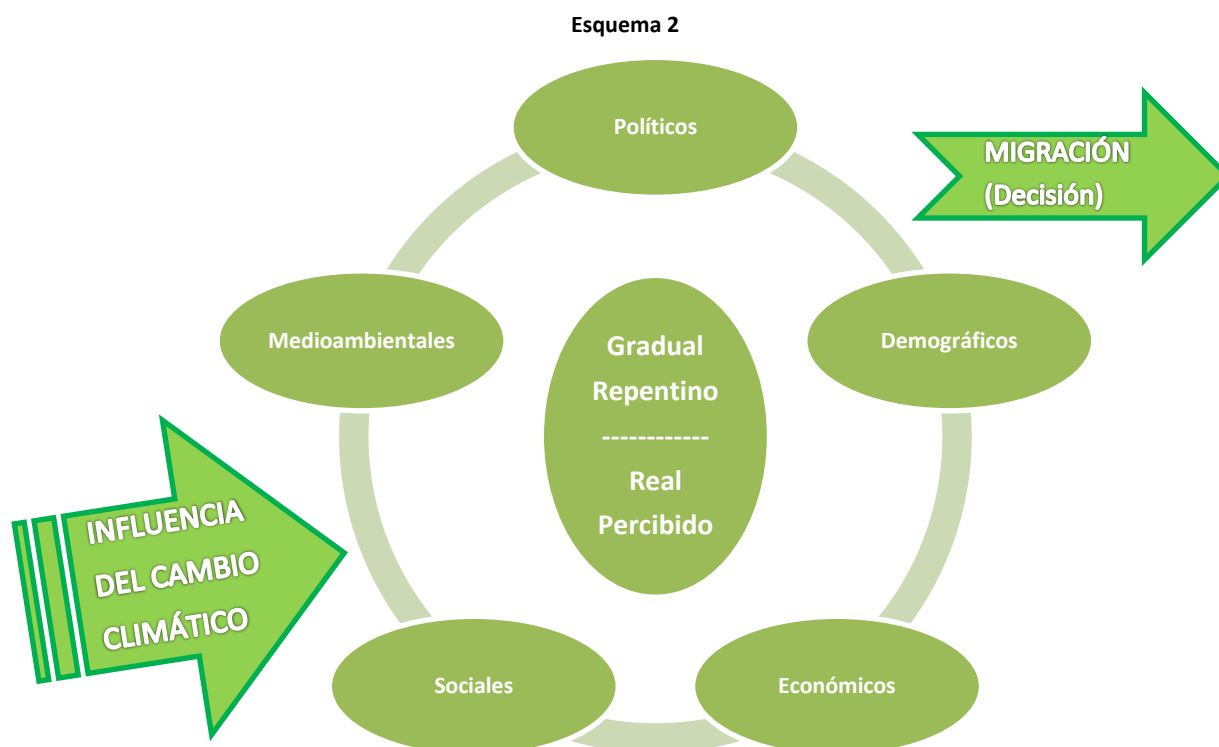 Esquema 2
Políticos
MIGRACIÓN
(Decisión)
Medioambientales
Demográficos
Gradual
Repentino
------------
Real
Percibido
INFLUENCIA
DEL CAMBIO
CLIMÁTICO
Sociales
Económicos